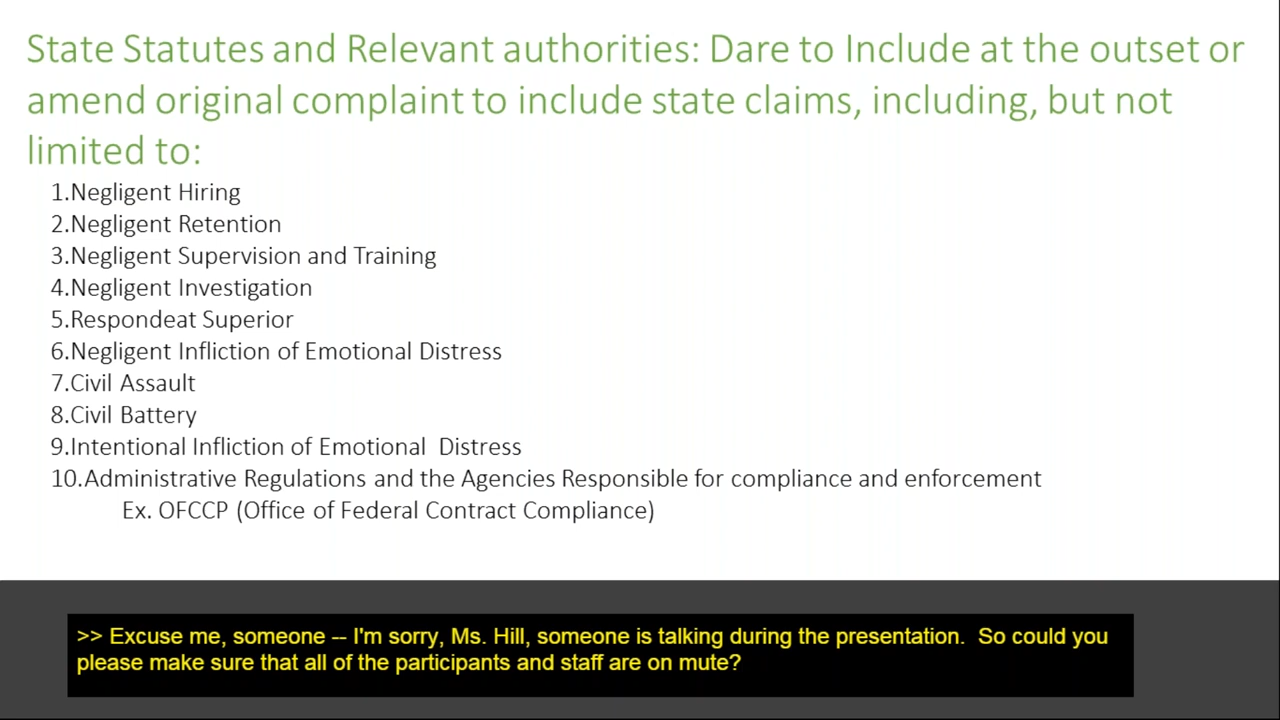 State Statutes and Relevant authorities: Dare to Include at the outset or
amend original complaint to include state claims, including, but not
limited to:
1.Negligent Hiring
2.Negligent Retention
3.Negligent Supervision and Training
4.Negligent Investigation
5.Respondeat Superior
6.Negligent Infliction of Emotional Distress
7.Civil Assault
8.Civil Battery
9.Intentional Infliction of Emotional  Distress
10.Administrative Regulations and the Agencies Responsible for compliance and enforcement
Ex. OFCCP (Office of Federal Contract Compliance)
>> Excuse me, someone -- I'm sorry, Ms. Hill, someone is talking during the presentation.  So could you
please make sure that all of the participants and staff are on mute?